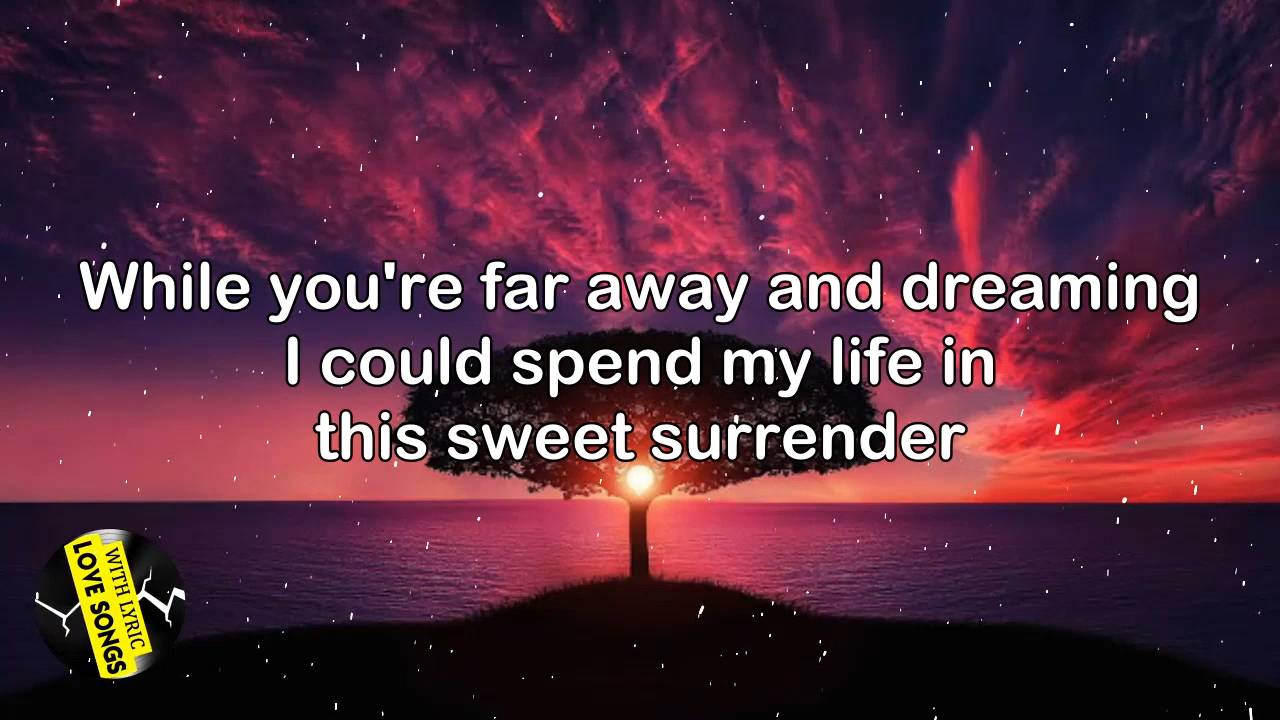 While you're far away and dreaming
I could spend my life in
this sweet surrender
WITH LYRIC
LOVE SONGS